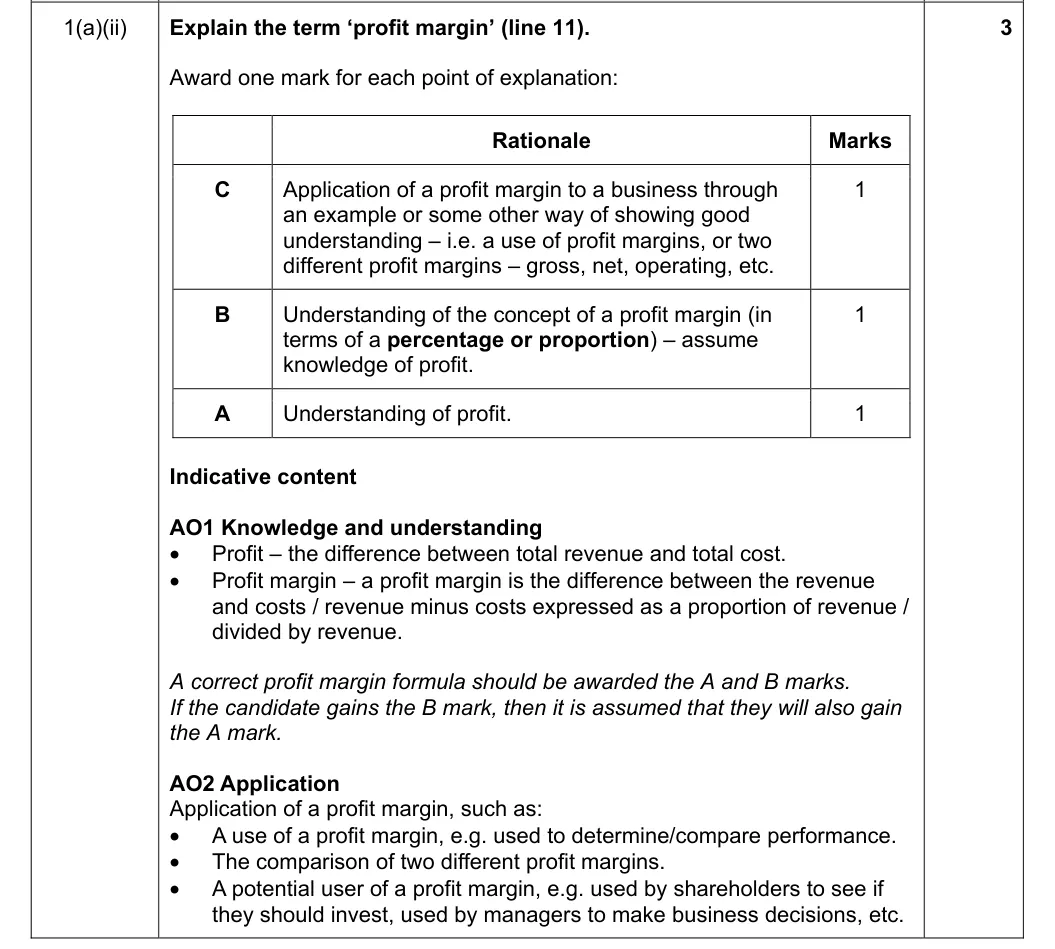 1(a)(ii) Explain the term ‘profit margin’ (line 11). 3
Award one mark for each point of explanation:
Rationale Marks
C Application of a profit margin to a business through 1
an example or some other way of showing good
understanding – i.e. a use of profit margins, or two
different profit margins – gross, net, operating, etc.
B Understanding of the concept of a profit margin (in 1
terms of a percentage or proportion) – assume
knowledge of profit.
A Understanding of profit. 1
Indicative content
AO1 Knowledge and understanding
• Profit – the difference between total revenue and total cost.
• Profit margin – a profit margin is the difference between the revenue
and costs / revenue minus costs expressed as a proportion of revenue /
divided by revenue.
A correct profit margin formula should be awarded the A and B marks.
If the candidate gains the B mark, then it is assumed that they will also gain
the A mark.
AO2 Application
Application of a profit margin, such as:
• A use of a profit margin, e.g. used to determine/compare performance.
• The comparison of two different profit margins.
• A potential user of a profit margin, e.g. used by shareholders to see if
they should invest, used by managers to make business decisions, etc.